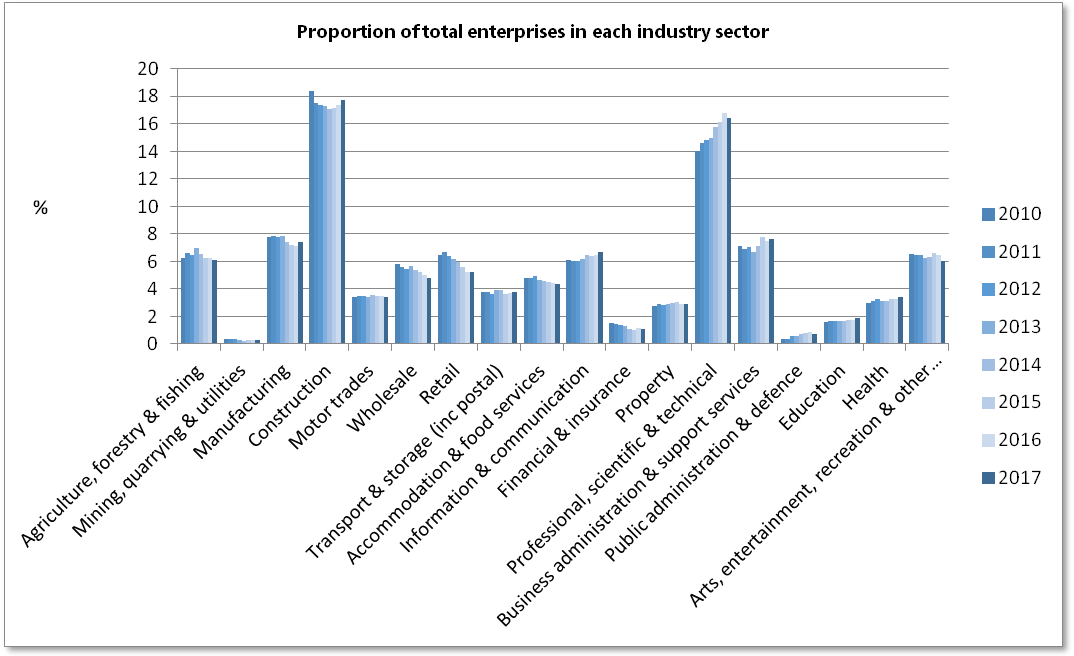 Proportion of total enterprises in each industry sector
20
18
16
14
12
10
8
6
4
2
0
%
Agriculture, forestry & fishing
Mining, quarrying & utilities
Manufacturing
Construction
Motor trades
Wholesale
Retail
Transport & storage (inc postal)
Accommodation & food services
Information & communication
Financial & insurance
Property
Professional, scientific & technical
Business administration & support services
Public administration & defence
Education
Health
Arts, entertainment, recreation & other...
2010
2011
2012
2013
2014
2015
2016
2017